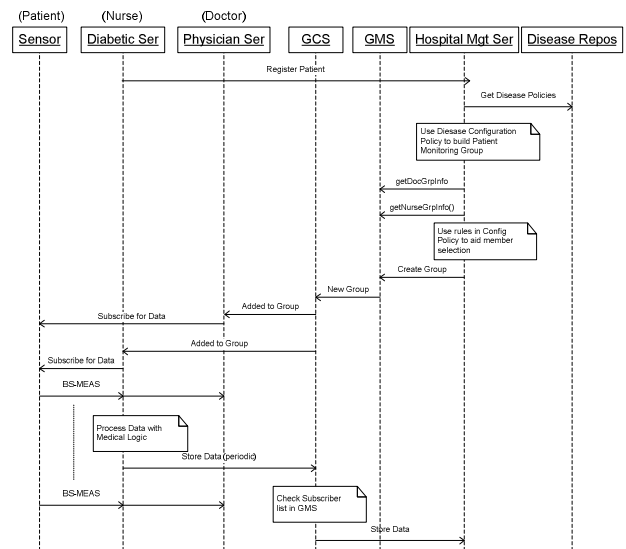 (Patient) (Nurse) (Doctor)
Sensor Diabetic Ser Physician Ser GCS GMS Hospital Mgt Ser Disease Repos
Register Patient
Get Disease Policies
Use Diesease Configuration
Policy to build Patient
Monitoring Group
getDocGrpInfo
getNurseGrpInfo()
Use rules in Config
Policy to aid member
selection
Create Group
New Group
Added to Group
Subscribe for Data
Added to Group
Subscribe for Data
BS-MEAS
Process Data with
Medical Logic
Store Data (periodic)
BS-MEAS
Check Subscriber
list in GMS
Store Data